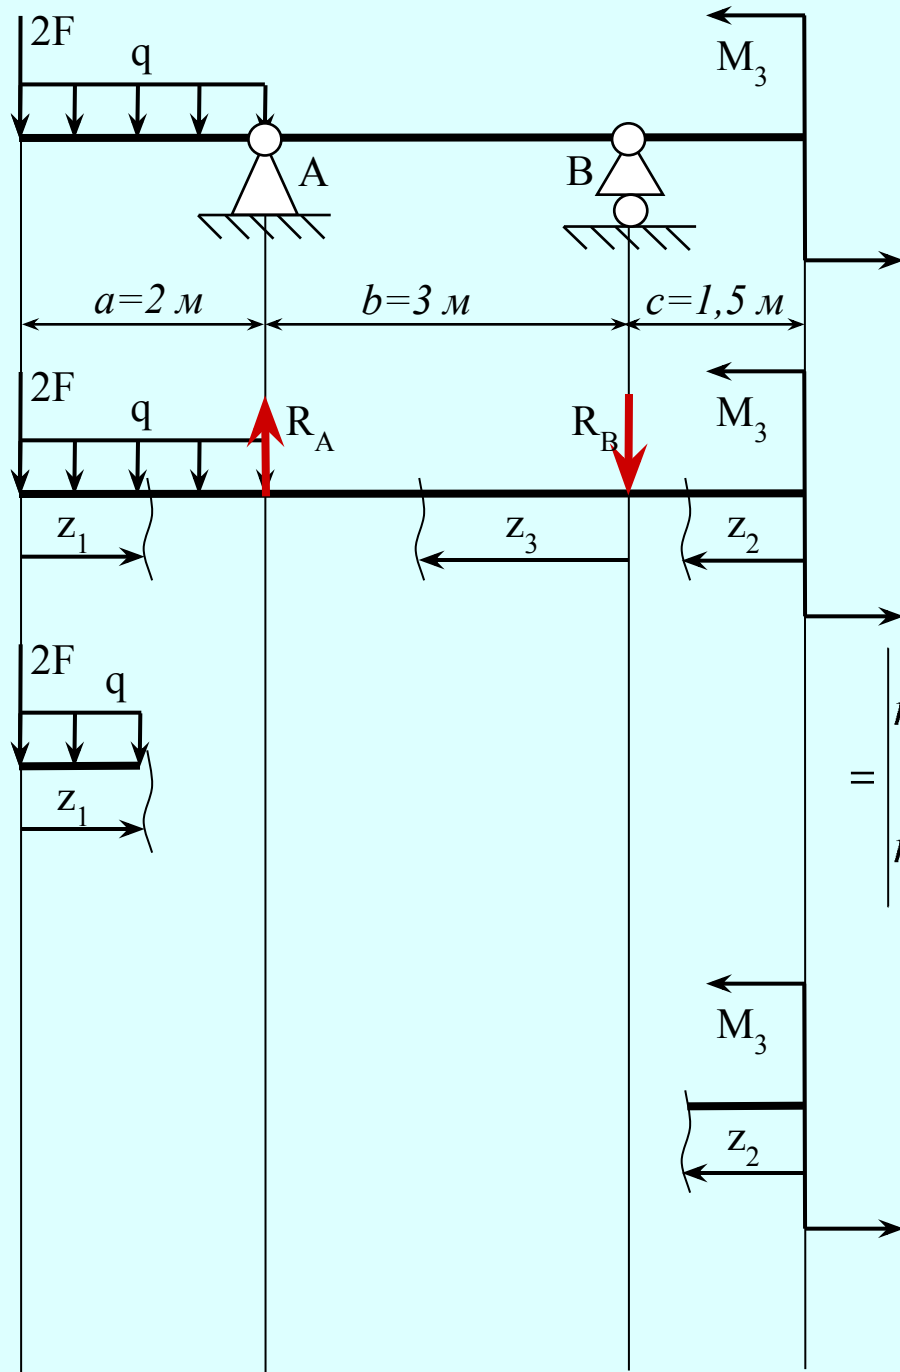 2F
q
M3
A
B
a=2 м
b=3 м
c=1,5 м
2F
q
RA
RB
M3
z1
z3
z2
2F
q
z1
=
M3
z2